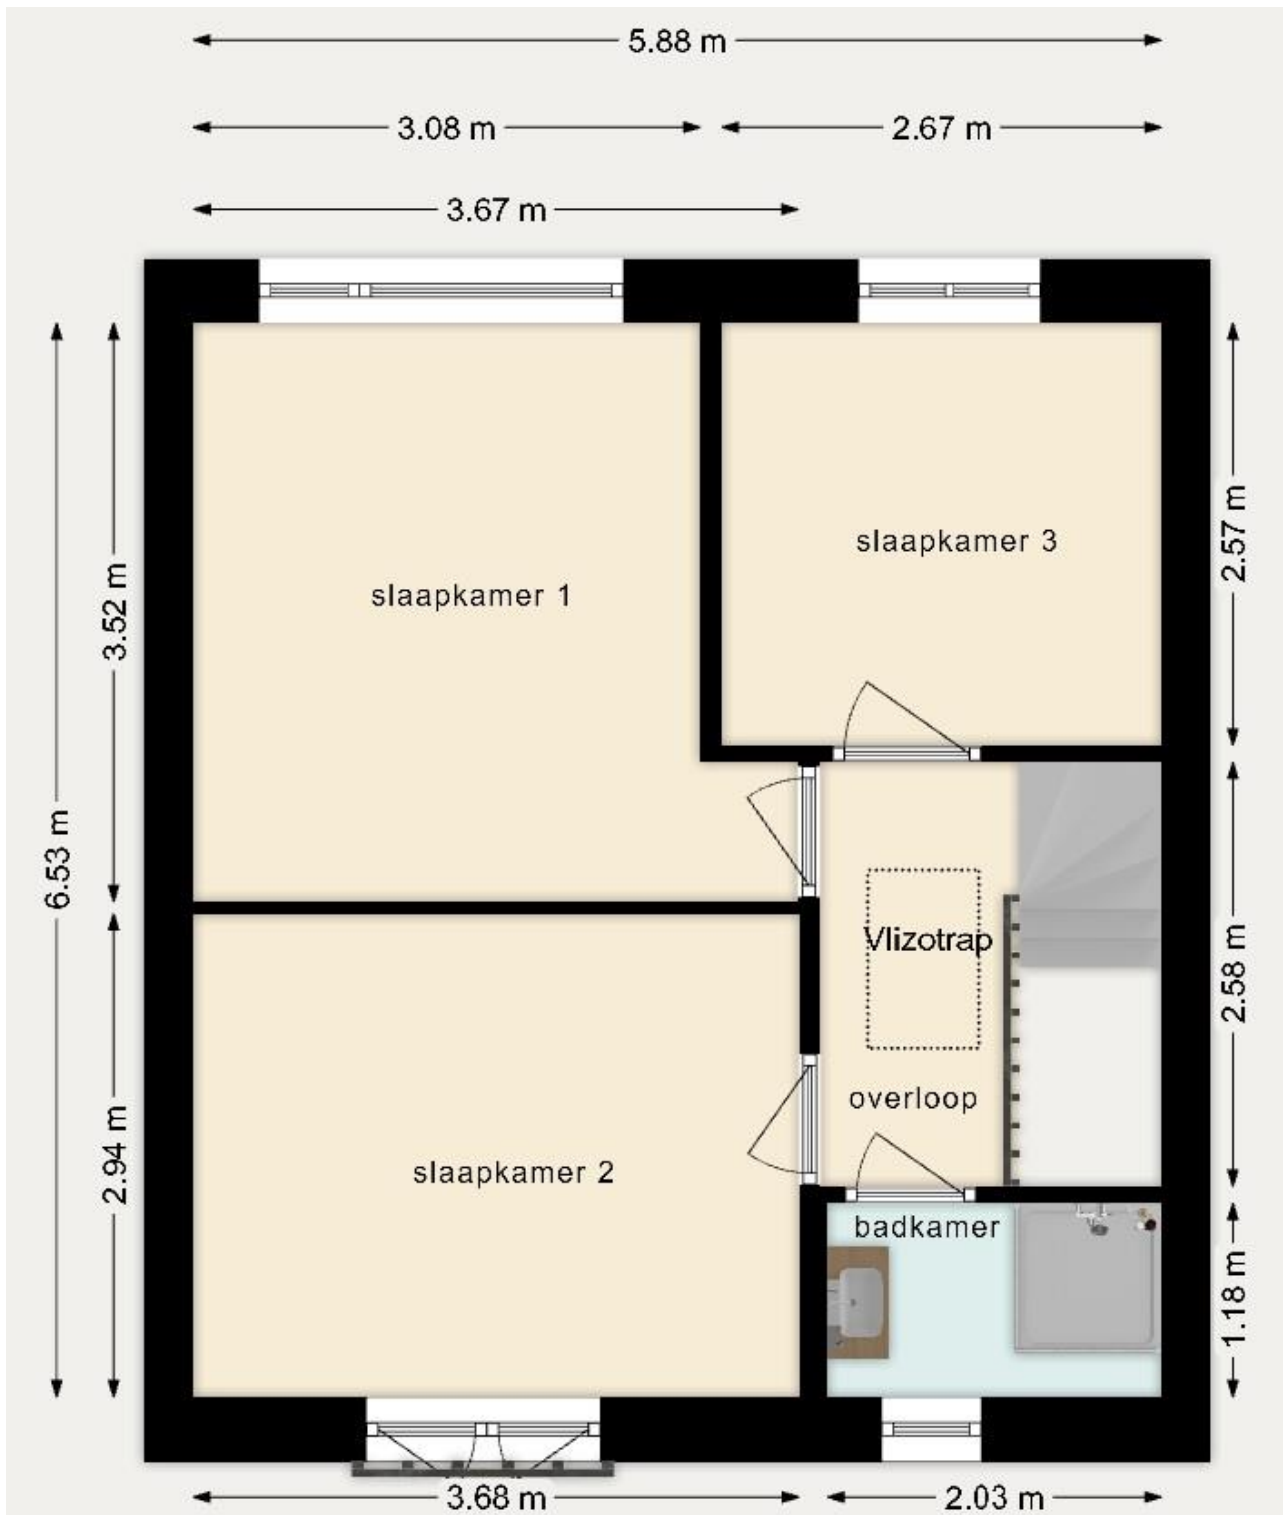 5.88 m
3.08 m
2.67 m
3.67 m
slaapkamer 3
2.57 m
slaapkamer 1
3.52 m
6.53 m
Vlizotrap
2.58 m
overloop
2.94 m
slaapkamer 2
badkamer
1.18 m
3.68 m
2.03 m